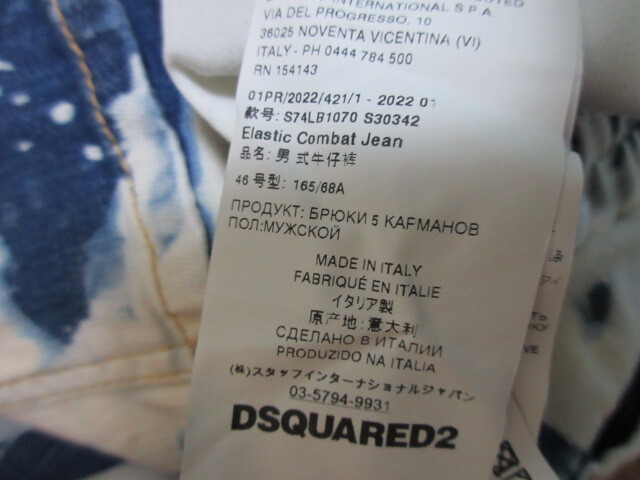 INTERNATIONAL S.P.A
VIA DEL PROGRESSO, 10
36025 NOVENTA VICENTINA (VI)
ITALY - PH 0444 784 500
RN 154143
01PR/2022/421/1 - 2022 01
款号: S74LB1070 S30342
Elastic Combat Jean
品名: 男 式牛仔裤
46 号型: 165/68A
ПРОДУКТ: БРЮКИ 5 КАРМАНОВ
ПОЛ:МУЖСКОЙ
MADE IN ITALY
FABRIQUÉ EN ITALIE
イタリア製
原产地: 意大利
СДЕЛАНО В ИТАЛИИ
PRODUZIDO NA ITALIA
(株)スタッフインターナショナルジャパン
03-5794-9931
DSQUARED2